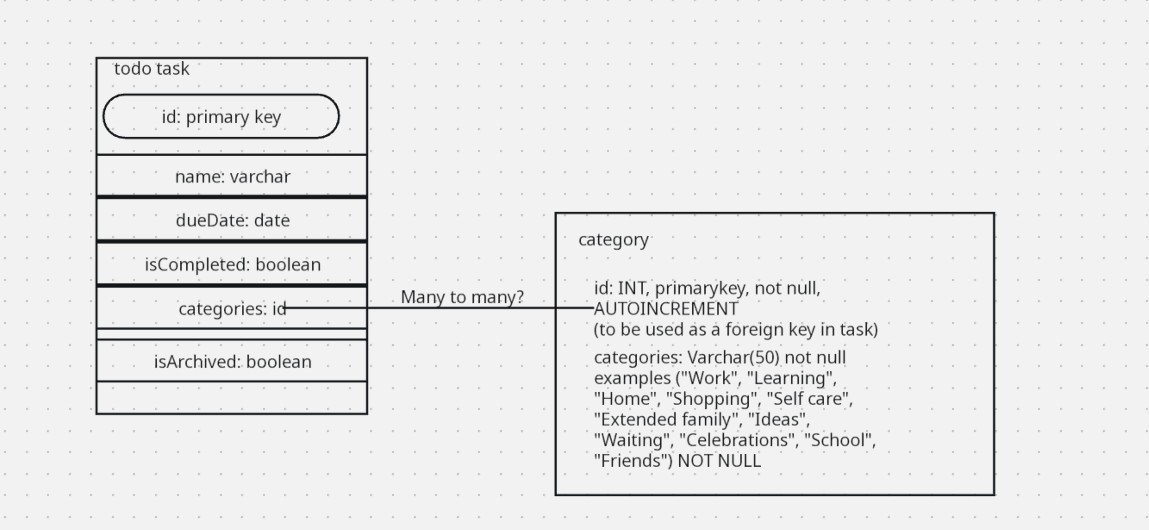 todo task
id: primary key
name: varchar
dueDate: date
isCompleted: boolean
categories: id
Many to many?
isArchived: boolean
category
id: INT, primarykey, not null,
AUTOINCREMENT
(to be used as a foreign key in task)
categories: Varchar(50) not null
examples ("Work", "Learning",
"Home", "Shopping", "Self care",
"Extended family", "Ideas",
"Waiting", "Celebrations", "School",
"Friends") NOT NULL